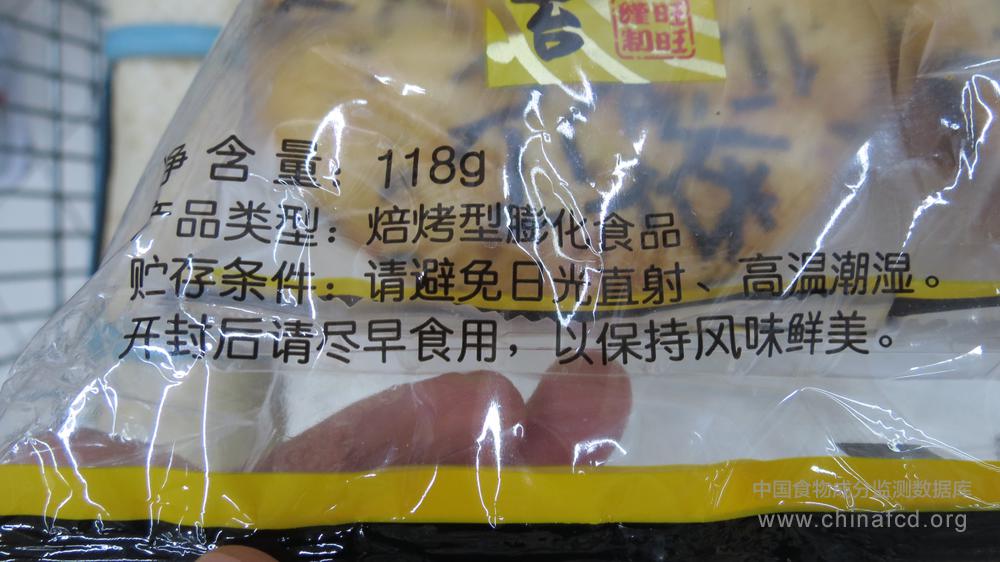 苔
旺旺
隆制
净含量：118g
产品类型：焙烤型膨化食品
贮存条件：请避免日光直射、高温潮湿。
开封后请尽早食用，以保持风味鲜美。
中国食物成分监测数据库
www.chinafcd.org